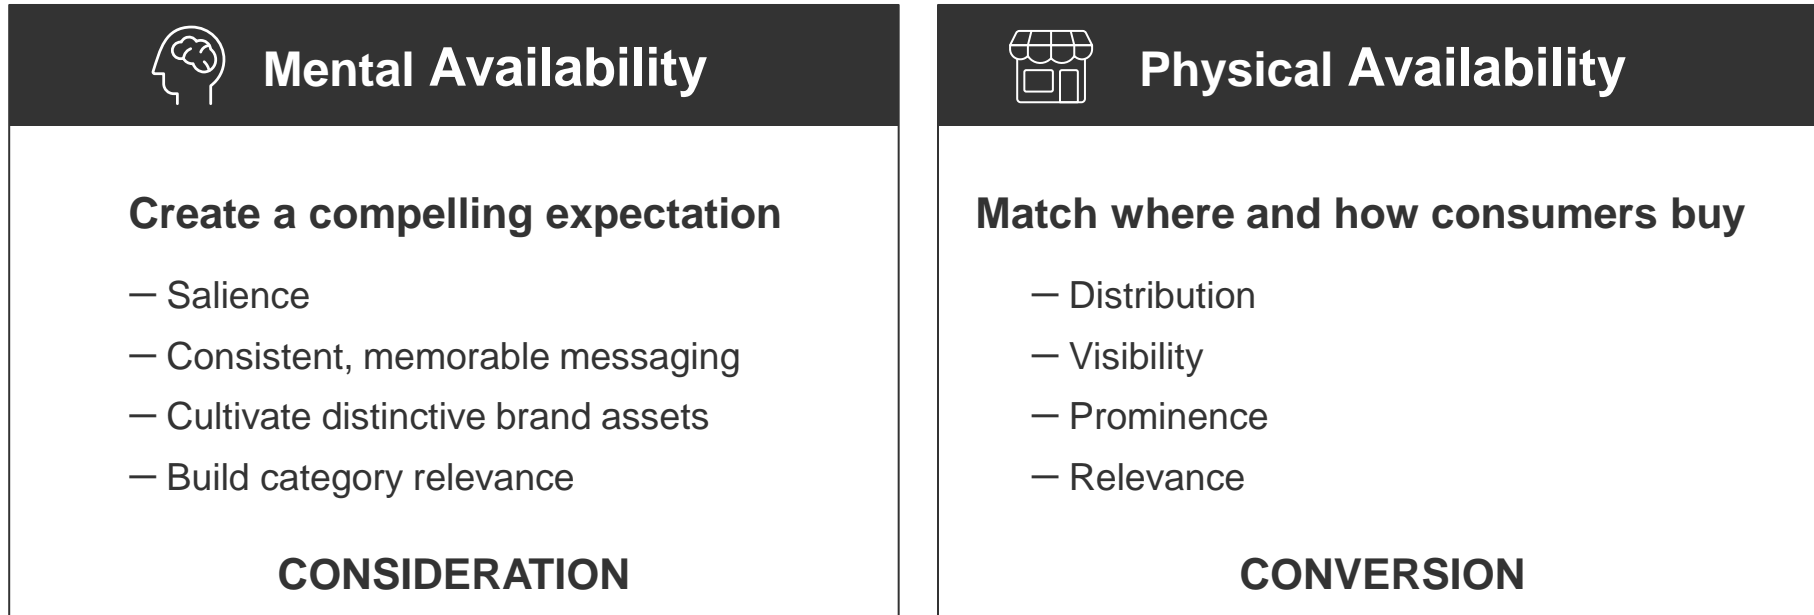 Mental Availability
Create a compelling expectation
— Salience
— Consistent, memorable messaging
— Cultivate distinctive brand assets
— Build category relevance
CONSIDERATION
Physical Availability
Match where and how consumers buy
— Distribution
— Visibility
— Prominence
— Relevance
CONVERSION